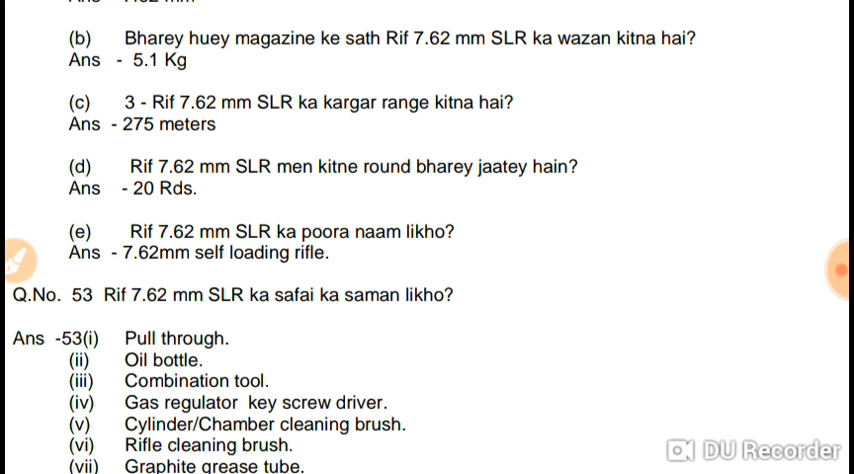 (b) Bharey huey magazine ke sath Rif 7.62 mm SLR ka wazan kitna hai?
Ans - 5.1 Kg
(c) 3 - Rif 7.62 mm SLR ka kargar range kitna hai?
Ans - 275 meters
(d) Rif 7.62 mm SLR men kitne round bharey jaatey hain?
Ans - 20 Rds.
(e) Rif 7.62 mm SLR ka poora naam likho?
Ans - 7.62mm self loading rifle.
Q.No. 53 Rif 7.62 mm SLR ka safai ka saman likho?
Ans -53(i) Pull through.
(ii) Oil bottle.
(iii) Combination tool.
(iv) Gas regulator key screw driver.
(v) Cylinder/Chamber cleaning brush.
(vi) Rifle cleaning brush.
(vii) Graphite grease tube.
DU Recorder